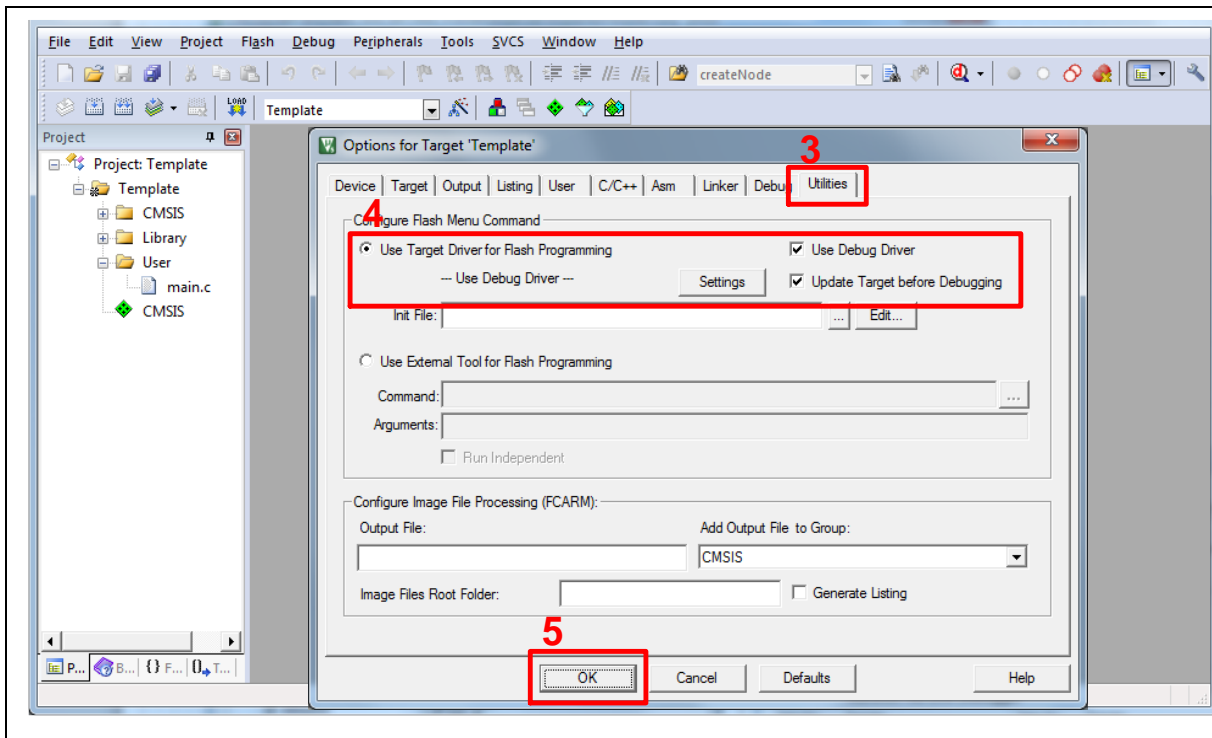 File Edit View Project Flash Debug Peripherals Tools SVCS Window Help
createNode
LOAD Template
Project
Project: Template
Template
CMSIS
Library
User
main.c
CMSIS
P... B... {} F... 0 T...
Options for Target 'Template'
3
Device Target Output Listing User C/C++ Asm Linker Debug Utilities
4
Configure Flash Menu Command
Use Target Driver for Flash Programming Use Debug Driver
--- Use Debug Driver --- Settings Update Target before Debugging
Init File: ... Edit...
Use External Tool for Flash Programming
Command: ...
Arguments:
Run Independent
Configure Image File Processing (FCARM):
Output File: Add Output File to Group:
CMSIS
Image Files Root Folder: Generate Listing
5
OK Cancel Defaults Help